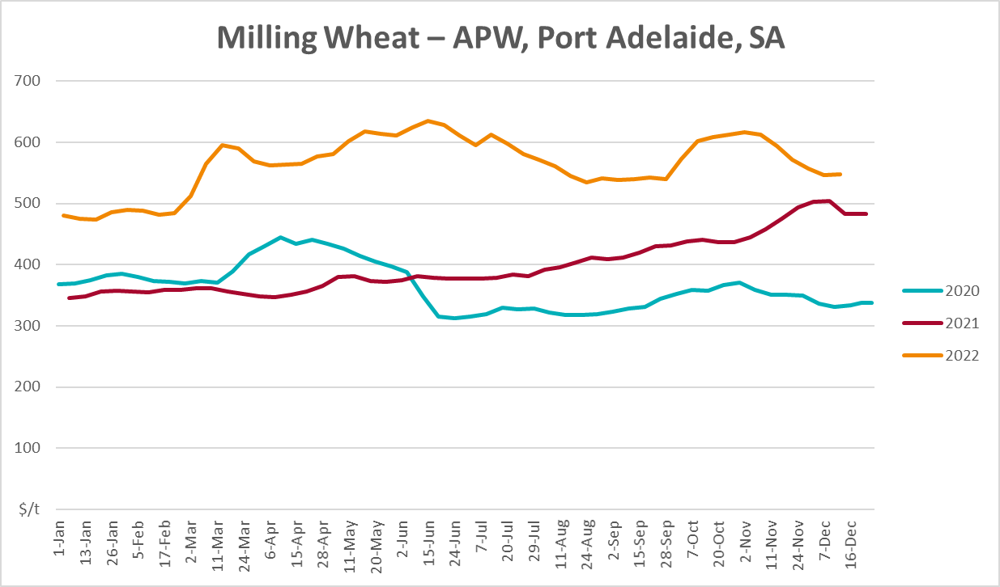 Milling Wheat – APW, Port Adelaide, SA
700
600
500
400
300
200
100
$/t
1-Jan
13-Jan
26-Jan
5-Feb
17-Feb
2-Mar
11-Mar
24-Mar
6-Apr
15-Apr
28-Apr
11-May
20-May
2-Jun
15-Jun
24-Jun
7-Jul
20-Jul
29-Jul
11-Aug
24-Aug
2-Sep
15-Sep
28-Sep
7-Oct
20-Oct
2-Nov
11-Nov
24-Nov
7-Dec
16-Dec
2020
2021
2022